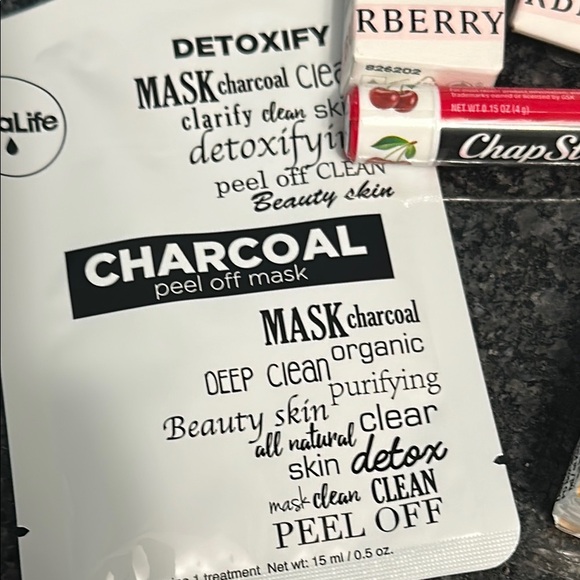 RBERRY
826202
NET WT. 0.15 OZ (4 g)
DETOXIFY
MASK charcoal
clarify clean
peel off CLEAN
Beauty skin
CHARCOAL
peel off mask
MASK charcoal
DEEP clean organic
purifying
Beauty skin
all natural clear
skin detox
mask clean CLEAN
PEEL OFF
1 treatment Net wt: 15 ml / 0.5 oz.